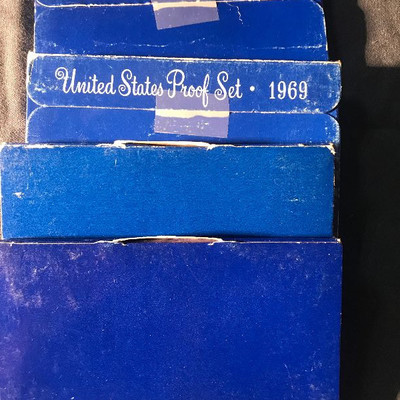 United States Proof Set · 1969